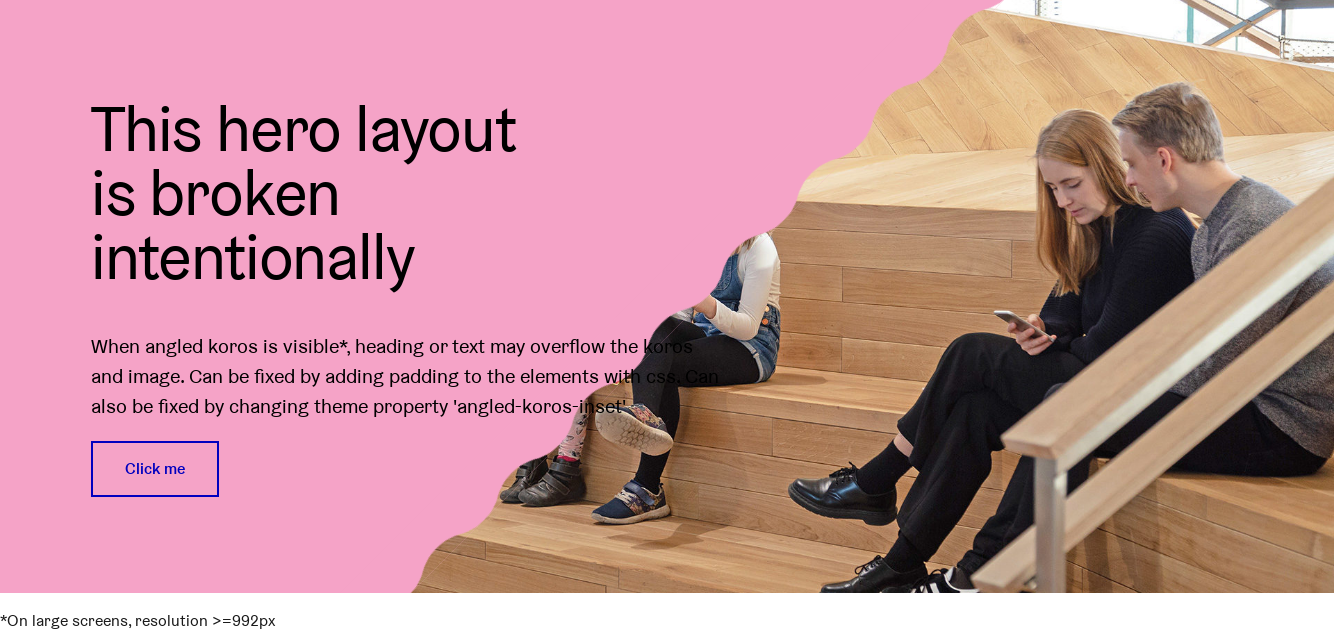 This hero layout
is broken
intentionally
When angled koros is visible*, heading or text may overflow the koros
and image. Can be fixed by adding padding to the elements with css. Can
also be fixed by changing theme property 'angled-koros-inset'.
Click me
*On large screens, resolution >=992px